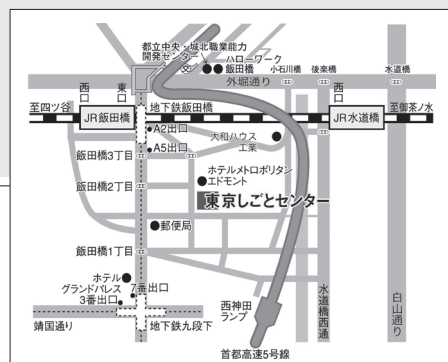 都立中央・城北職業能力
開発センター
ハローワーク
飯田橋
小石川橋
後楽橋
水道橋
外堀通り
西口
東口
西口
至四ツ谷
JR飯田橋
地下鉄飯田橋
JR水道橋
至御茶ノ水
A2出口
大和ハウス
工業
A5出口
飯田橋3丁目
ホテルメトロポリタン
エドモント
飯田橋2丁目
東京しごとセンター
郵便局
飯田橋1丁目
ホテル
グランドパレス
7番出口
3番出口
西神田
ランプ
水道橋西通
白山通り
靖国通り
地下鉄九段下
首都高速5号線